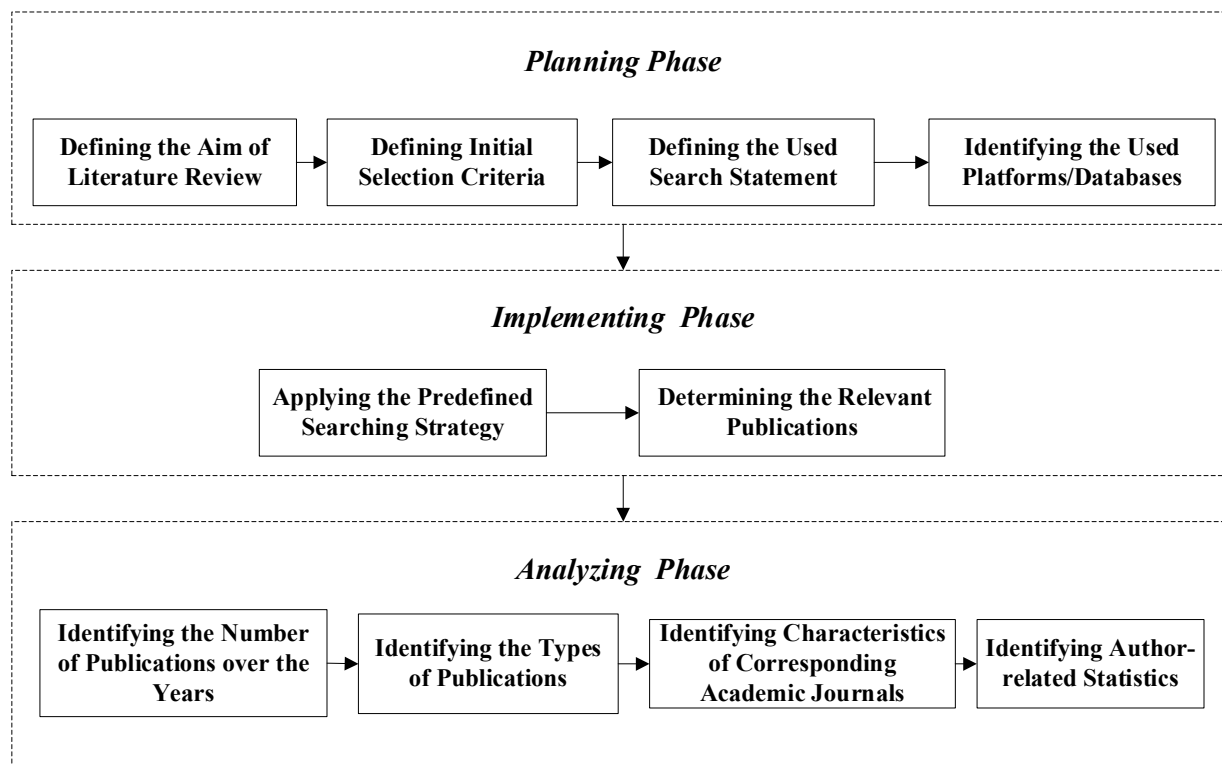 Planning Phase
Defining the Aim of
Literature Review
Defining Initial
Selection Criteria
Defining the Used
Search Statement
Identifying the Used
Platforms/Databases
Implementing Phase
Applying the Predefined
Searching Strategy
Determining the Relevant
Publications
Analyzing Phase
Identifying the Number
of Publications over the
Years
Identifying the Types
of Publications
Identifying Characteristics
of Corresponding
Academic Journals
Identifying Author-
related Statistics